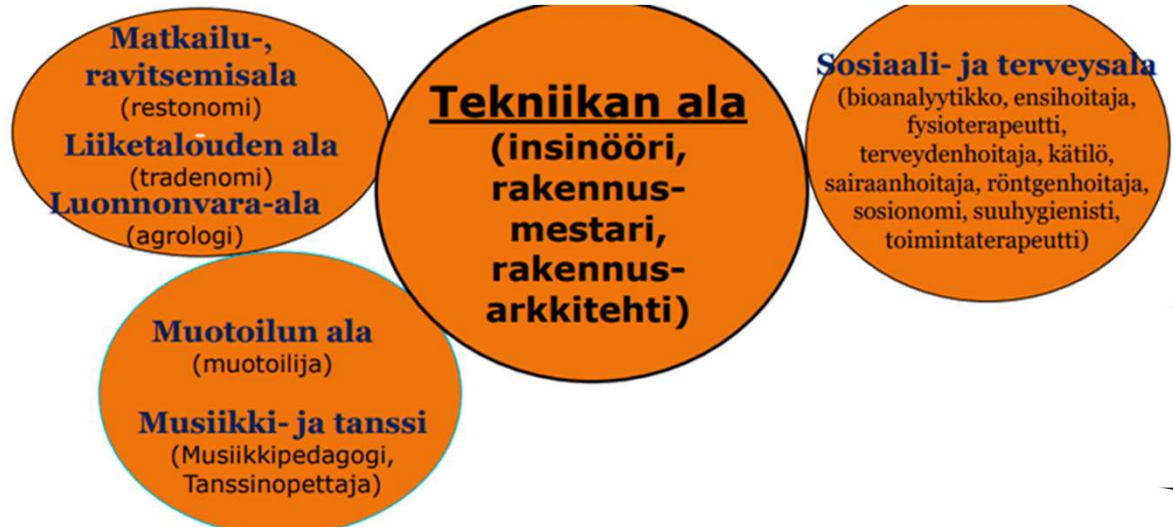 Matkailu-,
ravitsemisala
(restonomi)
Liiketalouden ala
(tradenomi)
Luonnonvara-ala
(agrologi)
Tekniikan ala
(insinööri,
rakennus-
mestari,
rakennus-
arkkitehti)
Sosiaali- ja terveysala
(bioanalyytikko, ensihoitaja,
fysioterapeutti,
terveydenhoitaja, kätilö,
sairaanhoitaja, röntgenhoitaja,
sosionomi, suuhygienisti,
toimintaterapeutti)
Muotoilun ala
(muotoilija)
Musiikki- ja tanssi
(Musiikkipedagogi,
Tanssinopettaja)